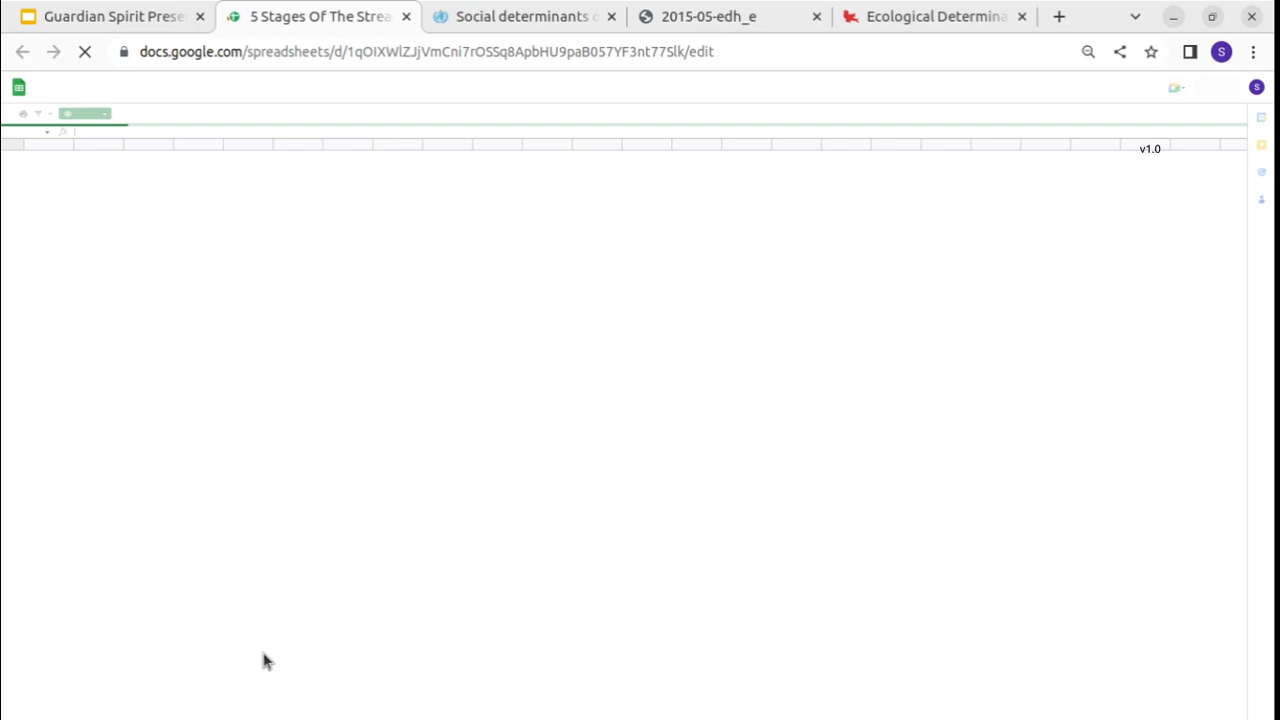 Guardian Spirit Prese
5 Stages Of The Strea
Social determinants o
2015-05-edh_e
Ecological Determina
docs.google.com/spreadsheets/d/1qOIXWlZJjVmCni7rOSSq8ApbHU9paB057YF3nt77Slk/edit
S
S
fx
v1.0